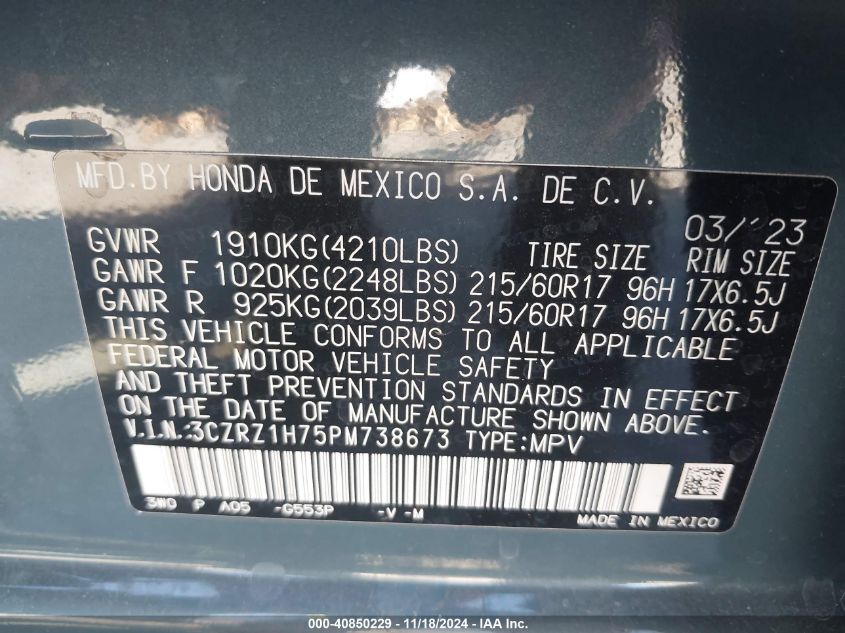 MFD.BY HONDA DE MEXICO S.A. DE C.V.
03/'23
GVWR 1910KG(4210LBS) TIRE SIZE RIM SIZE
GAWR F 1020KG(2248LBS) 215/60R17 96H 17X6.5J
GAWR R 925KG(2039LBS) 215/60R17 96H 17X6.5J
THIS VEHICLE CONFORMS TO ALL APPLICABLE
FEDERAL MOTOR VEHICLE SAFETY
AND THEFT PREVENTION STANDARDS IN EFFECT
ON THE DATE OF MANUFACTURE SHOWN ABOVE.
V.I.N.:3CZRZ1H75PM738673 TYPE:MPV
3W0 P A05 -G553P -V -M
MADE IN MEXICO
000-40850229 - 11/18/2024 - IAA Inc.